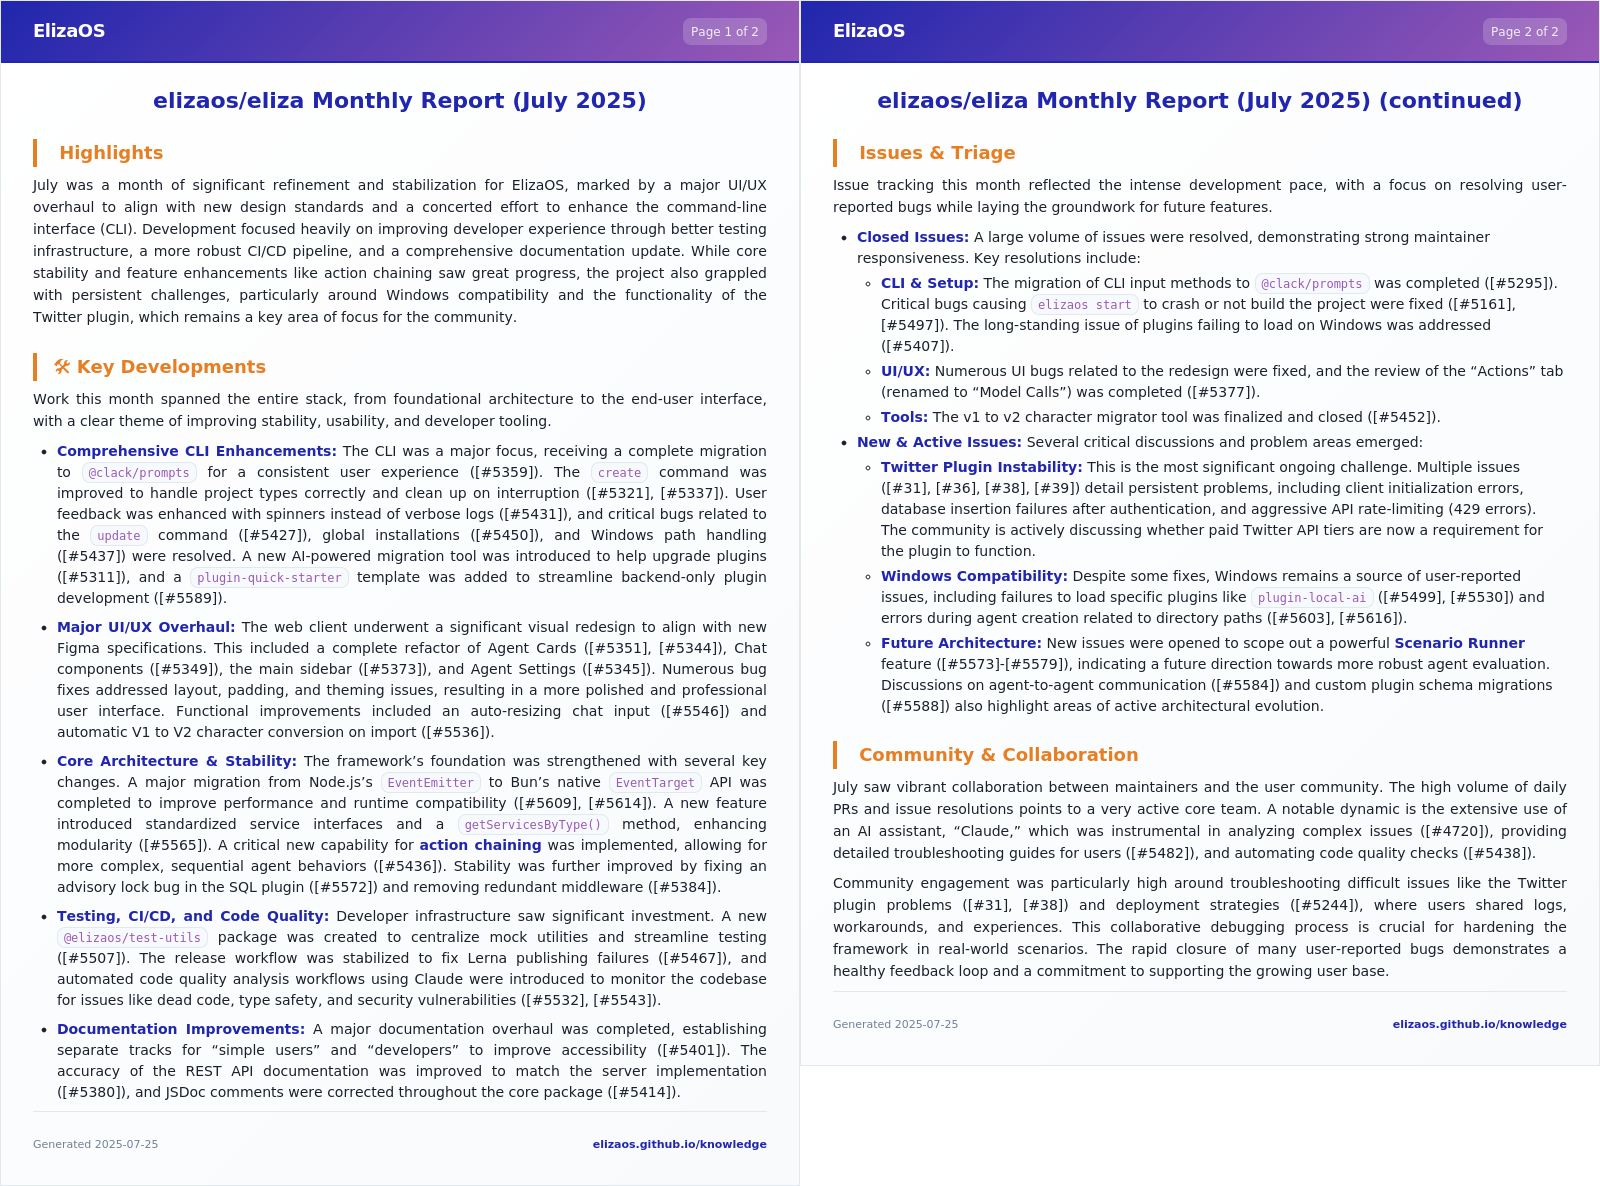 ElizaOS
Page 1 of 2
elizaos/eliza Monthly Report (July 2025)
Highlights
July was a month of significant refinement and stabilization for ElizaOS, marked by a major UI/UX
overhaul to align with new design standards and a concerted effort to enhance the command-line
interface (CLI). Development focused heavily on improving developer experience through better testing
infrastructure, a more robust CI/CD pipeline, and a comprehensive documentation update. While core
stability and feature enhancements like action chaining saw great progress, the project also grappled
with persistent challenges, particularly around Windows compatibility and the functionality of the
Twitter plugin, which remains a key area of focus for the community.
🛠 Key Developments
Work this month spanned the entire stack, from foundational architecture to the end-user interface,
with a clear theme of improving stability, usability, and developer tooling.
• Comprehensive CLI Enhancements: The CLI was a major focus, receiving a complete migration
to @clack/prompts for a consistent user experience ([#5359]). The create command was
improved to handle project types correctly and clean up on interruption ([#5321], [#5337]). User
feedback was enhanced with spinners instead of verbose logs ([#5431]), and critical bugs related to
the update command ([#5427]), global installations ([#5450]), and Windows path handling
([#5437]) were resolved. A new AI-powered migration tool was introduced to help upgrade plugins
([#5311]), and a plugin-quick-starter template was added to streamline backend-only plugin
development ([#5589]).
• Major UI/UX Overhaul: The web client underwent a significant visual redesign to align with new
Figma specifications. This included a complete refactor of Agent Cards ([#5351], [#5344]), Chat
components ([#5349]), the main sidebar ([#5373]), and Agent Settings ([#5345]). Numerous bug
fixes addressed layout, padding, and theming issues, resulting in a more polished and professional
user interface. Functional improvements included an auto-resizing chat input ([#5546]) and
automatic V1 to V2 character conversion on import ([#5536]).
• Core Architecture & Stability: The framework’s foundation was strengthened with several key
changes. A major migration from Node.js’s EventEmitter to Bun’s native EventTarget API was
completed to improve performance and runtime compatibility ([#5609], [#5614]). A new feature
introduced standardized service interfaces and a getServicesByType() method, enhancing
modularity ([#5565]). A critical new capability for action chaining was implemented, allowing for
more complex, sequential agent behaviors ([#5436]). Stability was further improved by fixing an
advisory lock bug in the SQL plugin ([#5572]) and removing redundant middleware ([#5384]).
• Testing, CI/CD, and Code Quality: Developer infrastructure saw significant investment. A new
@elizaos/test-utils package was created to centralize mock utilities and streamline testing
([#5507]). The release workflow was stabilized to fix Lerna publishing failures ([#5467]), and
automated code quality analysis workflows using Claude were introduced to monitor the codebase
for issues like dead code, type safety, and security vulnerabilities ([#5532], [#5543]).
• Documentation Improvements: A major documentation overhaul was completed, establishing
separate tracks for “simple users” and “developers” to improve accessibility ([#5401]). The
accuracy of the REST API documentation was improved to match the server implementation
([#5380]), and JSDoc comments were corrected throughout the core package ([#5414]).
Generated 2025-07-25
elizaos.github.io/knowledge
ElizaOS
Page 2 of 2
elizaos/eliza Monthly Report (July 2025) (continued)
Issues & Triage
Issue tracking this month reflected the intense development pace, with a focus on resolving user-
reported bugs while laying the groundwork for future features.
• Closed Issues: A large volume of issues were resolved, demonstrating strong maintainer
responsiveness. Key resolutions include:
◦ CLI & Setup: The migration of CLI input methods to @clack/prompts was completed ([#5295]).
Critical bugs causing elizaos start to crash or not build the project were fixed ([#5161],
[#5497]). The long-standing issue of plugins failing to load on Windows was addressed
([#5407]).
◦ UI/UX: Numerous UI bugs related to the redesign were fixed, and the review of the “Actions” tab
(renamed to “Model Calls”) was completed ([#5377]).
◦ Tools: The v1 to v2 character migrator tool was finalized and closed ([#5452]).
• New & Active Issues: Several critical discussions and problem areas emerged:
◦ Twitter Plugin Instability: This is the most significant ongoing challenge. Multiple issues
([#31], [#36], [#38], [#39]) detail persistent problems, including client initialization errors,
database insertion failures after authentication, and aggressive API rate-limiting (429 errors).
The community is actively discussing whether paid Twitter API tiers are now a requirement for
the plugin to function.
◦ Windows Compatibility: Despite some fixes, Windows remains a source of user-reported
issues, including failures to load specific plugins like plugin-local-ai ([#5499], [#5530]) and
errors during agent creation related to directory paths ([#5603], [#5616]).
◦ Future Architecture: New issues were opened to scope out a powerful Scenario Runner
feature ([#5573]-[#5579]), indicating a future direction towards more robust agent evaluation.
Discussions on agent-to-agent communication ([#5584]) and custom plugin schema migrations
([#5588]) also highlight areas of active architectural evolution.
Community & Collaboration
July saw vibrant collaboration between maintainers and the user community. The high volume of daily
PRs and issue resolutions points to a very active core team. A notable dynamic is the extensive use of
an AI assistant, “Claude,” which was instrumental in analyzing complex issues ([#4720]), providing
detailed troubleshooting guides for users ([#5482]), and automating code quality checks ([#5438]).
Community engagement was particularly high around troubleshooting difficult issues like the Twitter
plugin problems ([#31], [#38]) and deployment strategies ([#5244]), where users shared logs,
workarounds, and experiences. This collaborative debugging process is crucial for hardening the
framework in real-world scenarios. The rapid closure of many user-reported bugs demonstrates a
healthy feedback loop and a commitment to supporting the growing user base.
Generated 2025-07-25
elizaos.github.io/knowledge